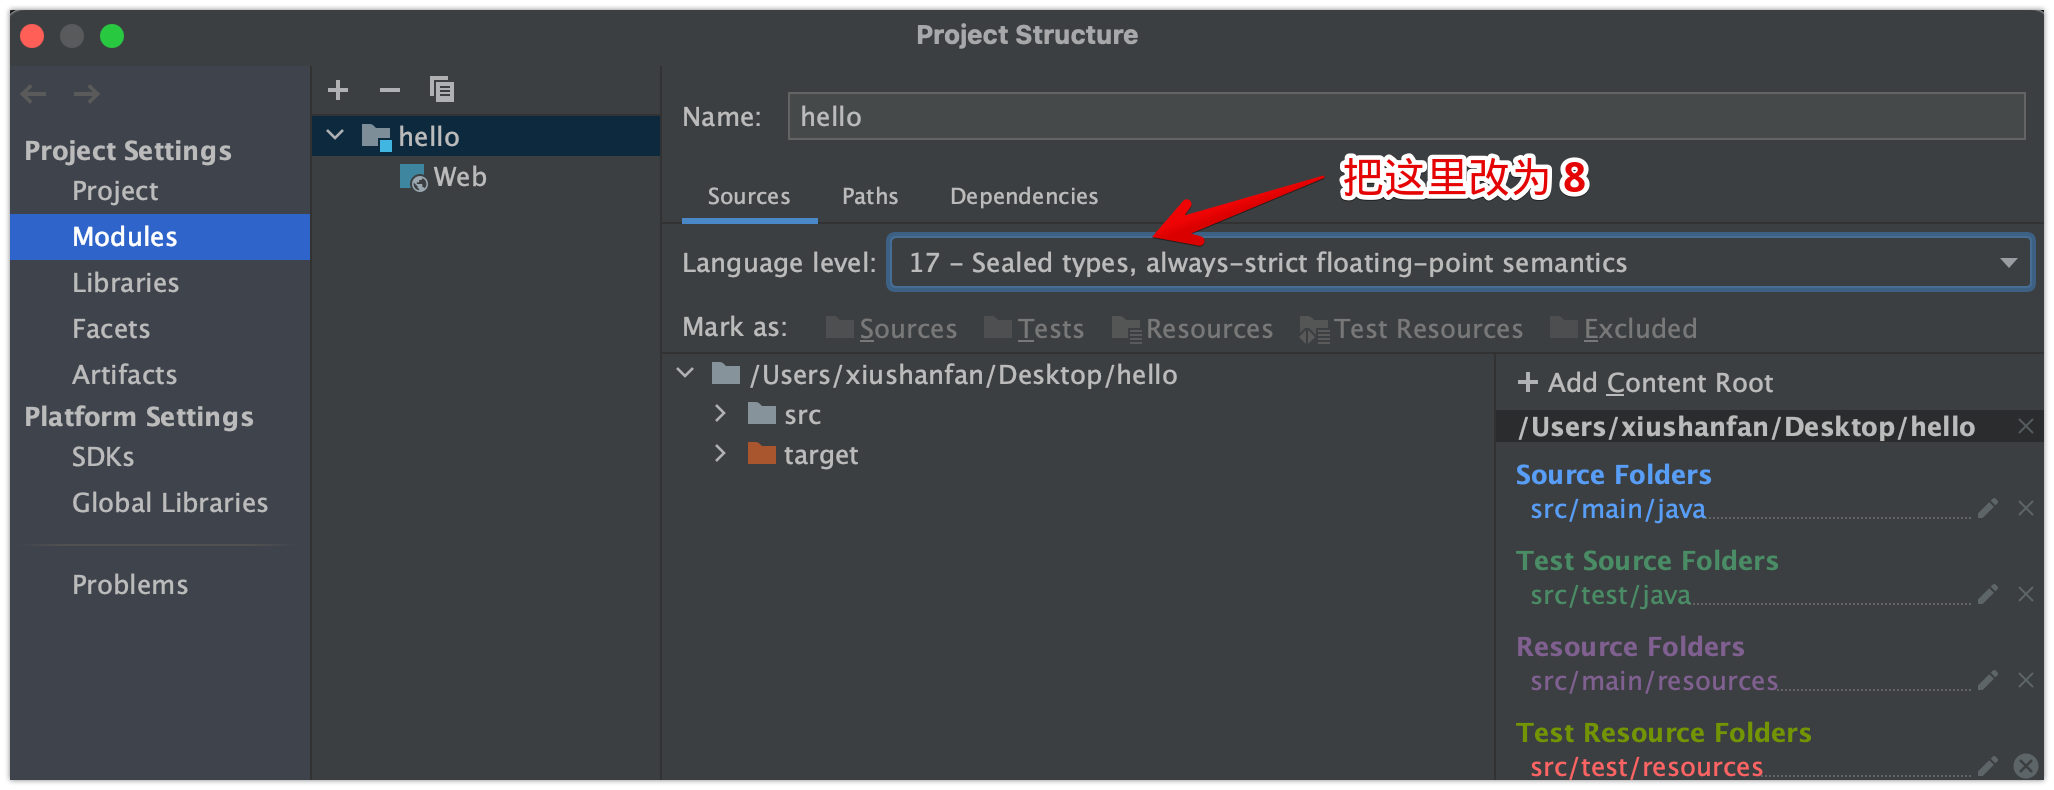 Project Structure
Project Settings
Project
Modules
Libraries
Facets
Artifacts
Platform Settings
SDKs
Global Libraries
Problems
hello
Web
Name: hello
把这里改为 8
Sources Paths Dependencies
Language level: 17 – Sealed types, always-strict floating-point semantics
Mark as: Sources Tests Resources Test Resources Excluded
/Users/xiushanfan/Desktop/hello
src
target
+ Add Content Root
/Users/xiushanfan/Desktop/hello
Source Folders
src/main/java
Test Source Folders
src/test/java
Resource Folders
src/main/resources
Test Resource Folders
src/test/resources